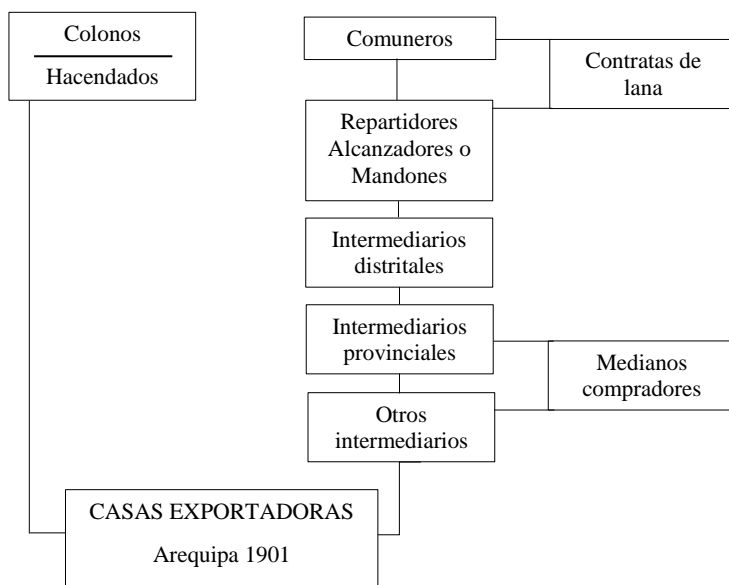 Colonos
Hacendados
Comuneros
Contratas de
lana
Repartidores
Alcanzadores o
Mandones
Intermediarios
distritales
Intermediarios
provinciales
Medianos
compradores
Otros
intermediarios
CASAS EXPORTADORAS
Arequipa 1901